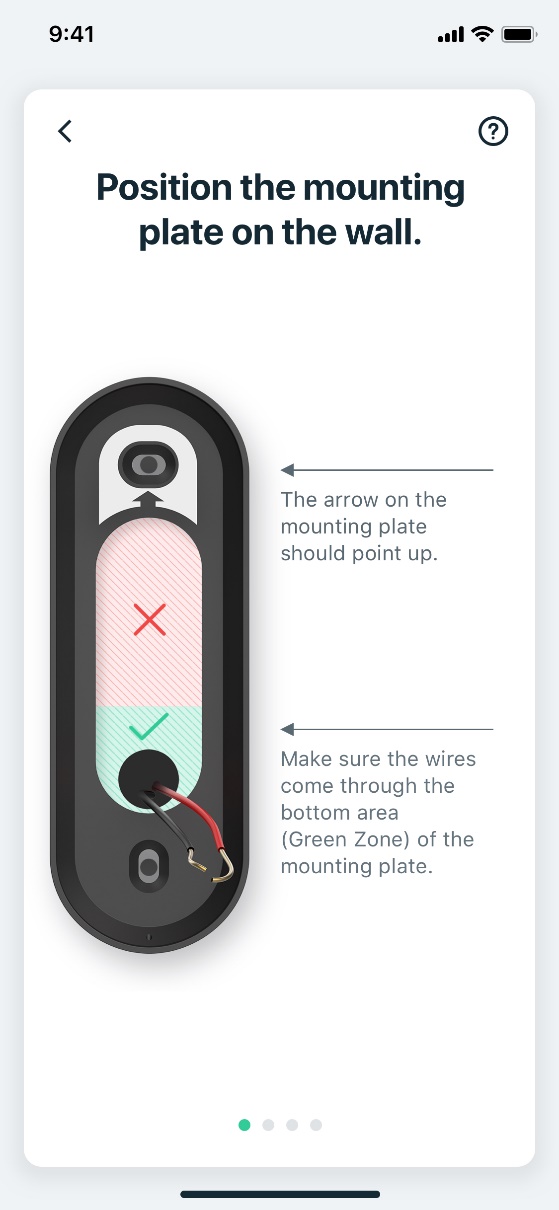 9:41
Position the mounting
plate on the wall.
The arrow on the
mounting plate
should point up.
Make sure the wires
come through the
bottom area
(Green Zone) of the
mounting plate.